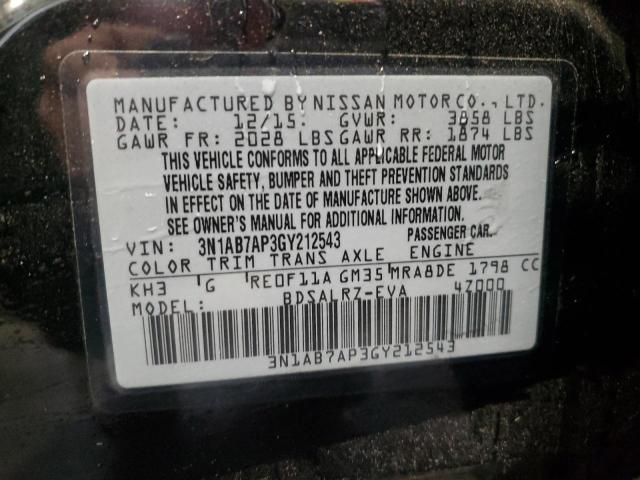 MANUFACTURED BY NISSAN MOTOR CO., LTD.
DATE: 12/15: GVWR: 3858 LBS
GAWR FR: 2028 LBS GAWR RR: 1874 LBS
THIS VEHICLE CONFORMS TO ALL APPLICABLE FEDERAL MOTOR
VEHICLE SAFETY, BUMPER AND THEFT PREVENTION STANDARDS
IN EFFECT ON THE DATE OF MANUFACTURE SHOWN ABOVE.
SEE OWNER'S MANUAL FOR ADDITIONAL INFORMATION.
VIN: 3N1AB7AP3GY212543 PASSENGER CAR.
COLOR TRIM TRANS AXLE ENGINE
KH3 G RE0F11A GM35 MRA8DE 1798 CC
MODEL: BDSALRZ-EVA 4Z000
3N1AB7AP3GY212543